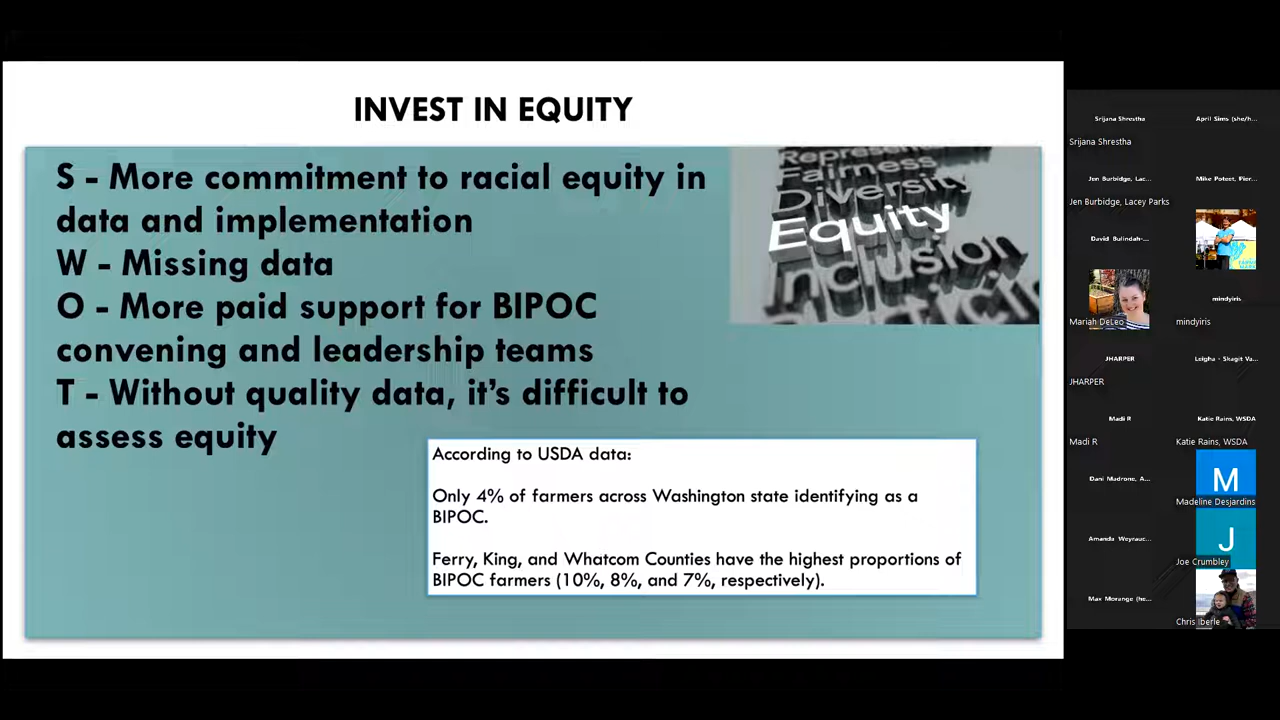 INVEST IN EQUITY
S - More commitment to racial equity in
data and implementation
W - Missing data
O - More paid support for BIPOC
convening and leadership teams
T - Without quality data, it's difficult to
assess equity
Fairness
Diversity
Equity
Inclusion
According to USDA data:
Only 4% of farmers across Washington state identifying as a
BIPOC.
Ferry, King, and Whatcom Counties have the highest proportions of
BIPOC farmers (10%, 8%, and 7%, respectively).
Srijana Shrestha
April Sims (she/h...
Srijana Shrestha
Jen Burbidge, Lac...
Mike Poteet, Pier...
Jen Burbidge, Lacey Parks
David Bulindah-...
Mariah DeLeo
mindyiris
mindyiris
JHARPER
Leigha - Skagit Va...
JHARPER
Madi R
Katie Rains, WSDA
Madi R
Katie Rains, WSDA
Dani Madrone, A...
M
Madeline Desjardins
Amanda Weyrauc...
J
Joe Crumbley
Max Morange (he...
Chris Iberle